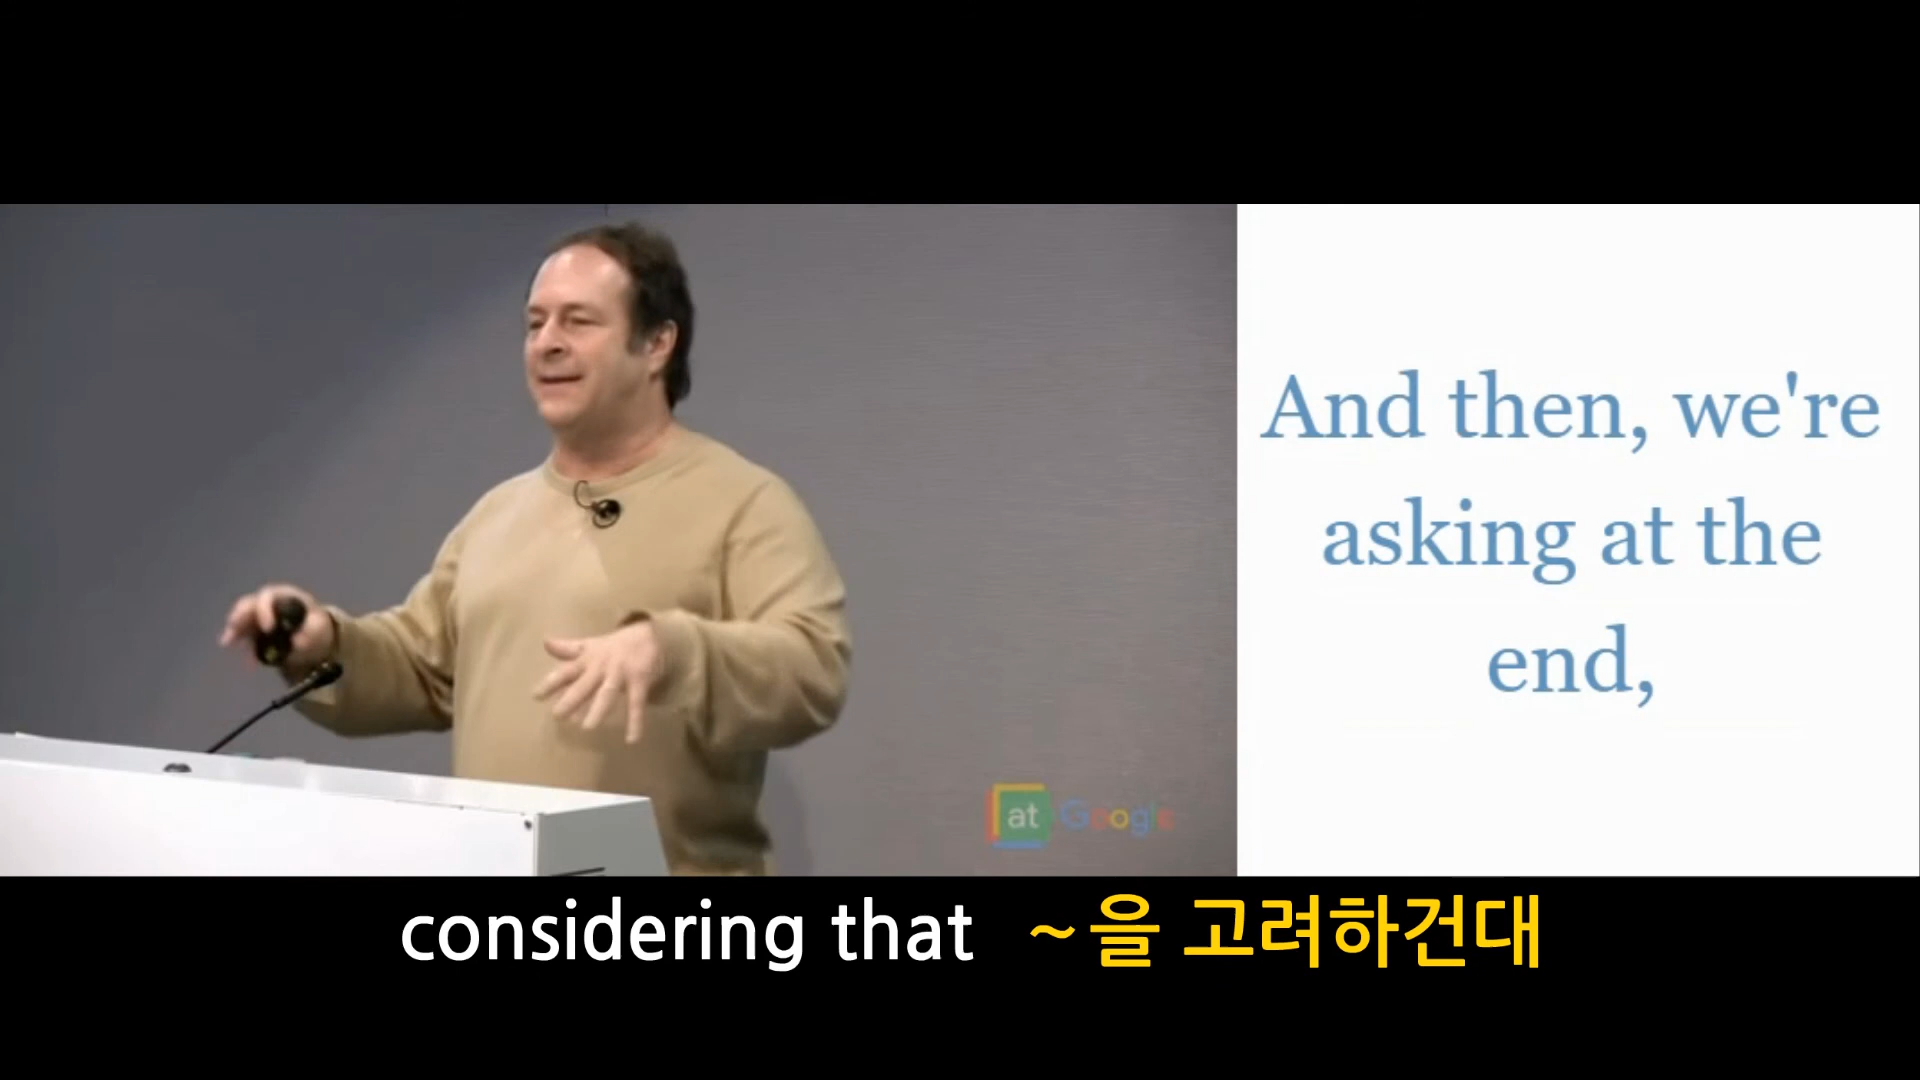 And then, we're
asking at the
end,
at Google
considering that ~을 고려하건대